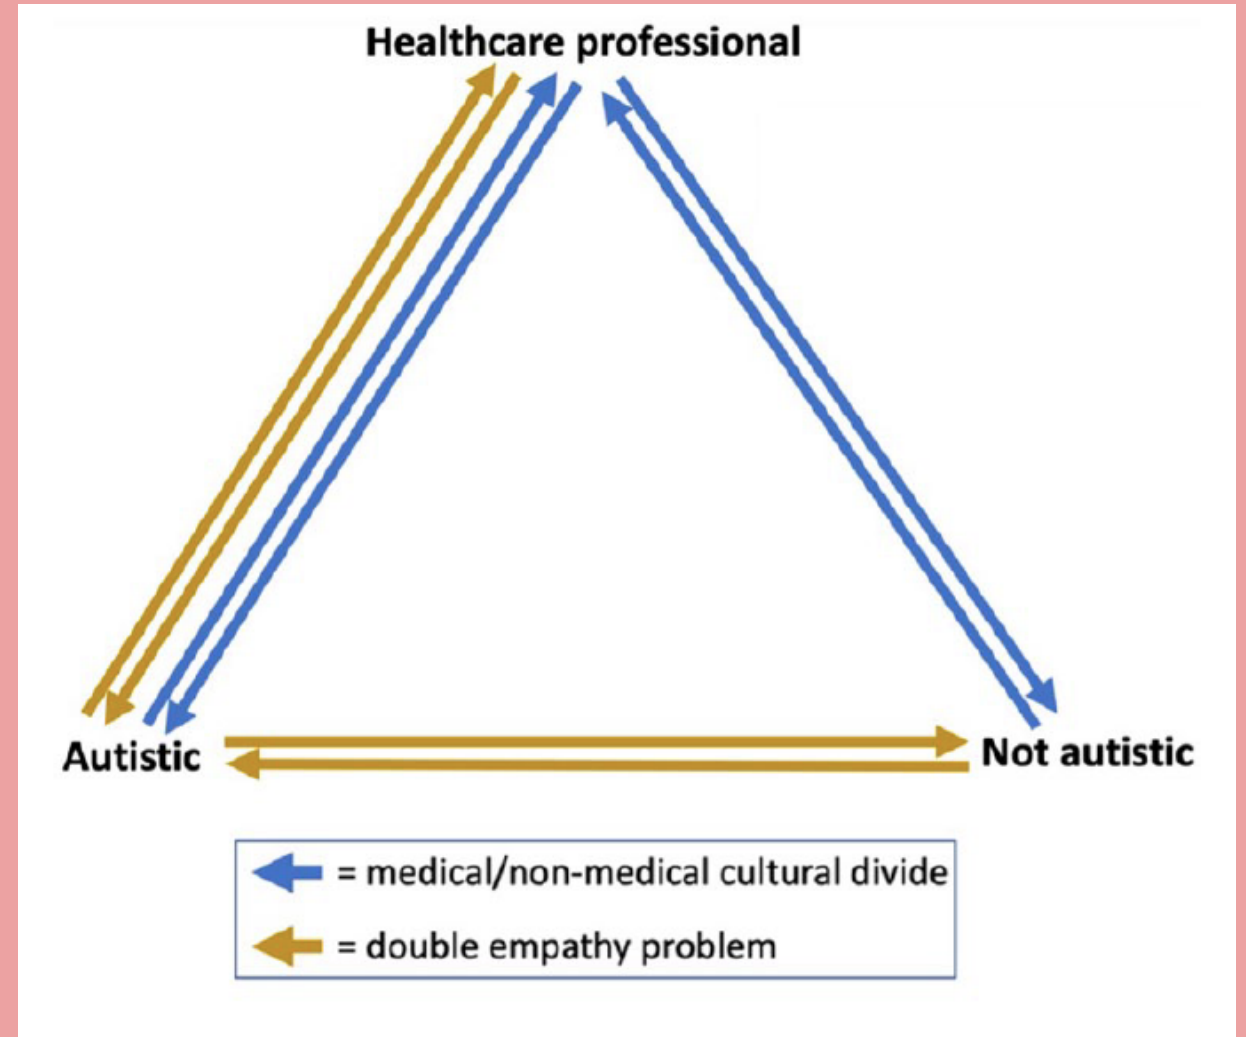 Healthcare professional
Autistic
Not autistic
= medical/non-medical cultural divide
= double empathy problem